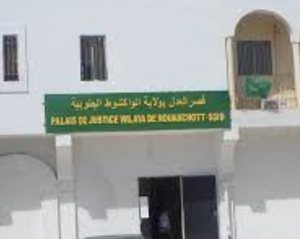 قصر العدل بولاية انواكشوط الجنوبية
PALAIS DE JUSTICE WILAYA DE NOUAKCHOTT-SUD